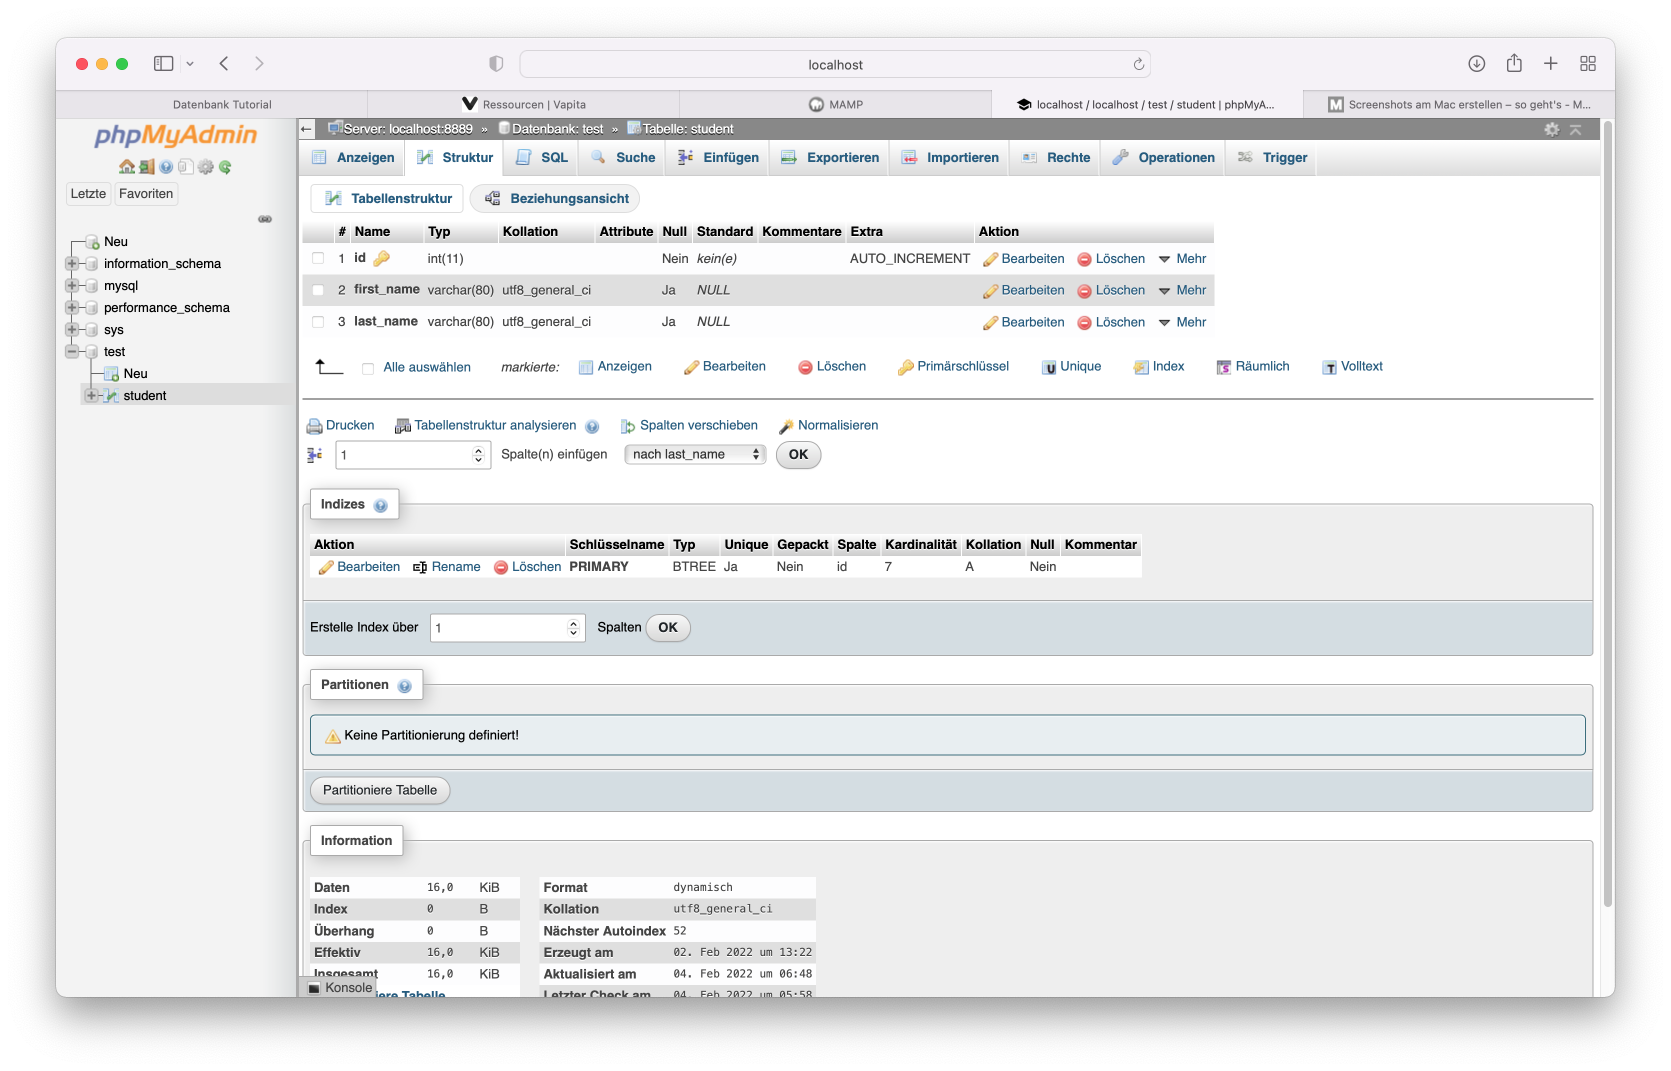 localhost
Datenbank Tutorial
Ressourcen | Vapita
MAMP
localhost / localhost / test / student | phpMyA...
Screenshots am Mac erstellen – so geht's - M...
phpMyAdmin
Letzte
Favoriten
Neu
information_schema
mysql
performance_schema
sys
test
Neu
student
Server: localhost:8889 » Datenbank: test » Tabelle: student
Anzeigen Struktur SQL Suche Einfügen Exportieren Importieren Rechte Operationen Trigger
Tabellenstruktur Beziehungsansicht
# Name Typ Kollation Attribute Null Standard Kommentare Extra Aktion
1 id int(11) Nein kein(e) AUTO_INCREMENT Bearbeiten Löschen Mehr
2 first_name varchar(80) utf8_general_ci Ja NULL Bearbeiten Löschen Mehr
3 last_name varchar(80) utf8_general_ci Ja NULL Bearbeiten Löschen Mehr
Alle auswählen markierte: Anzeigen Bearbeiten Löschen Primärschlüssel Unique Index Räumlich Volltext
Drucken Tabellenstruktur analysieren Spalten verschieben Normalisieren
1 Spalte(n) einfügen nach last_name OK
Indizes
Aktion Schlüsselname Typ Unique Gepackt Spalte Kardinalität Kollation Null Kommentar
Bearbeiten Rename Löschen PRIMARY BTREE Ja Nein id 7 A Nein
Erstelle Index über 1 Spalten OK
Partitionen
Keine Partitionierung definiert!
Partitioniere Tabelle
Information
Daten 16,0 KiB
Index 0 B
Überhang 0 B
Effektiv 16,0 KiB
Insgesamt 16,0 KiB
iere Tabelle
Format dynamisch
Kollation utf8_general_ci
Nächster Autoindex 52
Erzeugt am 02. Feb 2022 um 13:22
Aktualisiert am 04. Feb 2022 um 06:48
Letzter Check am 04. Feb 2022 um 05:58
Konsole